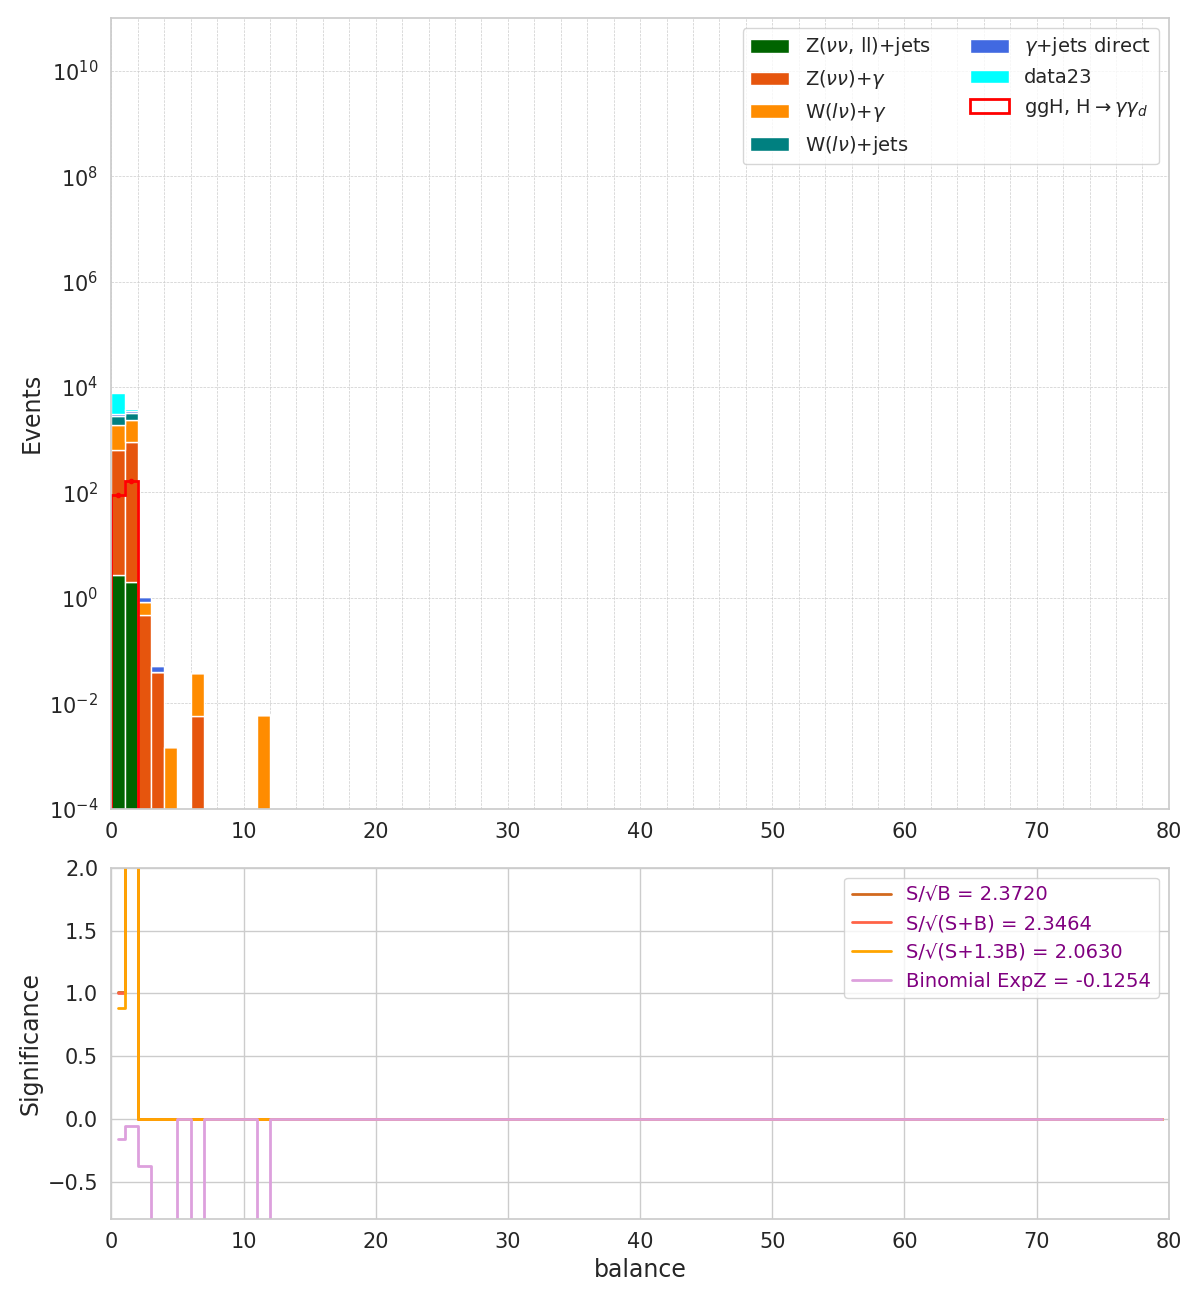 Z(νν, ll)+jets
Z(νν)+γ
W(lν)+γ
W(lν)+jets
γ+jets direct
data23
ggH, H→γγ_d
Events
10^10
10^8
10^6
10^4
10^2
10^0
10^−2
10^−4
0 10 20 30 40 50 60 70 80
S/√B = 2.3720
S/√(S+B) = 2.3464
S/√(S+1.3B) = 2.0630
Binomial ExpZ = -0.1254
Significance
2.0
1.5
1.0
0.5
0.0
−0.5
0 10 20 30 40 50 60 70 80
balance